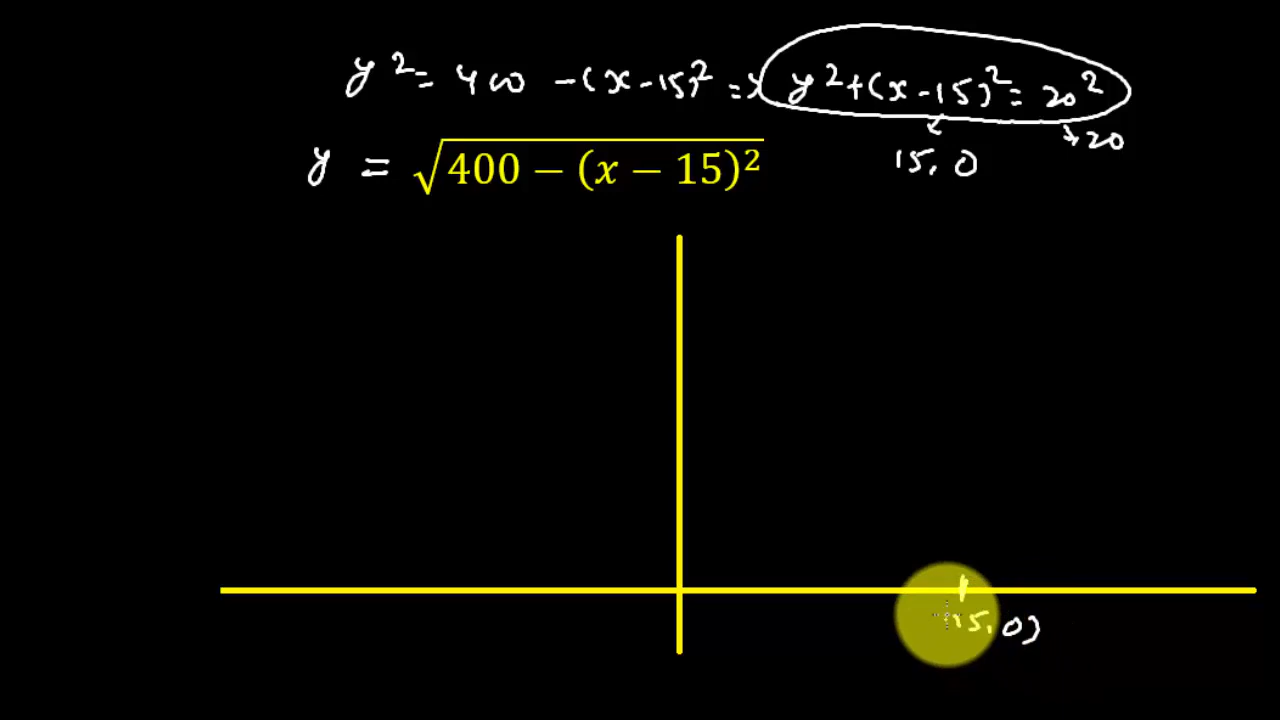 y² = 400 - (x-15)² => y² + (x-15)² = 20²
→ 20
15, 0
y = √400 − (x − 15)²
(15, 0)